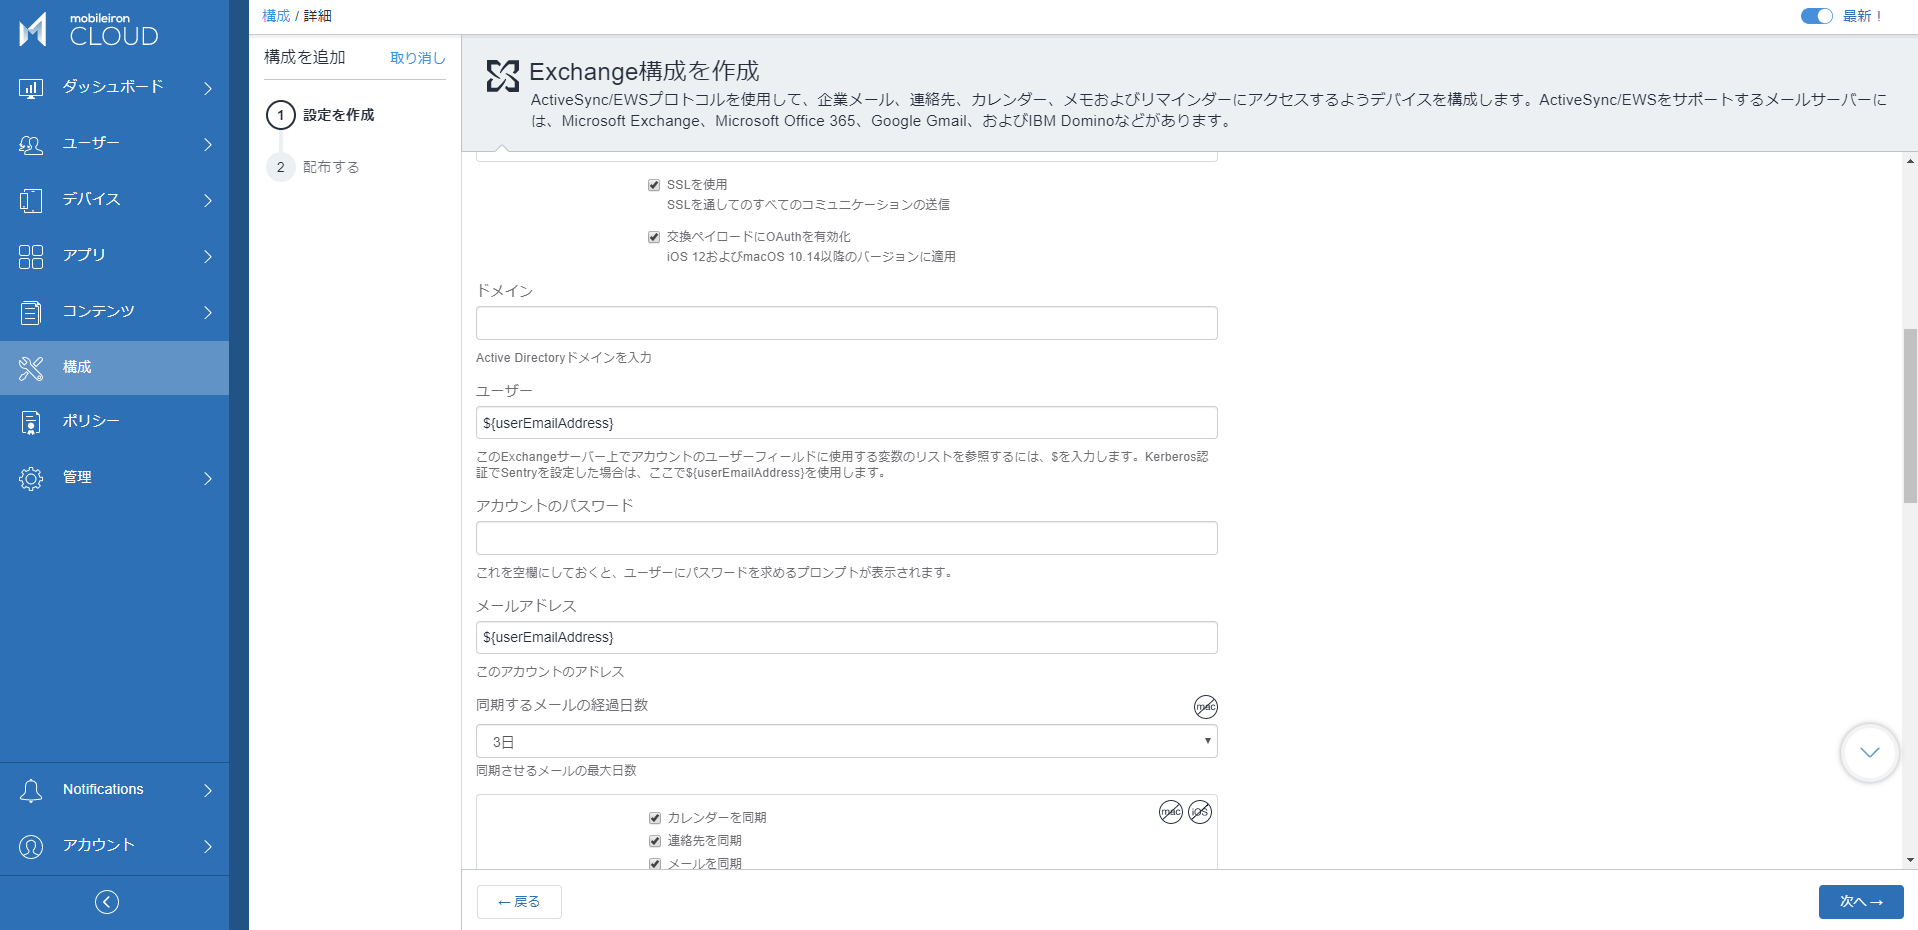 mobileiron
CLOUD
ダッシュボード
ユーザー
デバイス
アプリ
コンテンツ
構成
ポリシー
管理
Notifications
アカウント
構成 / 詳細
最新！
構成を追加
取り消し
1 設定を作成
2 配布する
Exchange構成を作成
ActiveSync/EWSプロトコルを使用して、企業メール、連絡先、カレンダー、メモおよびリマインダーにアクセスするようデバイスを構成します。ActiveSync/EWSをサポートするメールサーバーに
は、Microsoft Exchange、Microsoft Office 365、Google Gmail、およびIBM Dominoなどがあります。
SSLを使用
SSLを通してのすべてのコミュニケーションの送信
交換ペイロードにOAuthを有効化
iOS 12およびmacOS 10.14以降のバージョンに適用
ドメイン
Active Directoryドメインを入力
ユーザー
${userEmailAddress}
このExchangeサーバー上でアカウントのユーザーフィールドに使用する変数のリストを参照するには、$を入力します。Kerberos認
証でSentryを設定した場合は、ここで${userEmailAddress}を使用します。
アカウントのパスワード
これを空欄にしておくと、ユーザーにパスワードを求めるプロンプトが表示されます。
メールアドレス
${userEmailAddress}
このアカウントのアドレス
同期するメールの経過日数
mac
3日
同期させるメールの最大日数
mac iOS
カレンダーを同期
連絡先を同期
メールを同期
←戻る
次へ→